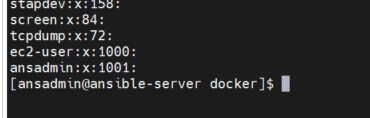 stapdev:x:158:
screen:x:84:
tcpdump:x:72:
ec2-user:x:1000:
ansadmin:x:1001:
[ansadmin@ansible-server docker]$